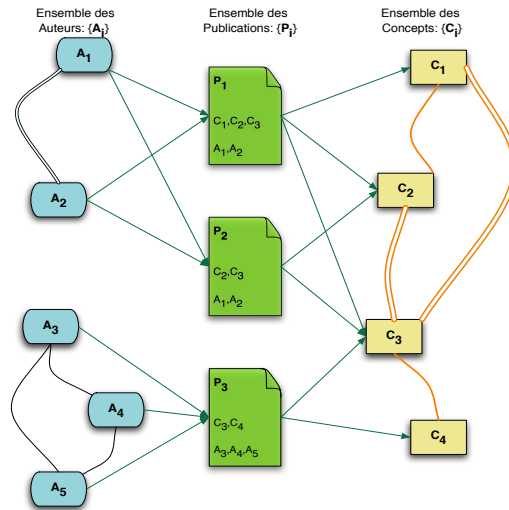 Ensemble des
Auteurs: {Ai}
Ensemble des
Publications: {Pi}
Ensemble des
Concepts: {Ci}
A1
A2
A3
A4
A5
P1
C1,C2,C3
A1,A2
P2
C2,C3
A1,A2
P3
C3,C4
A3,A4,A5
C1
C2
C3
C4